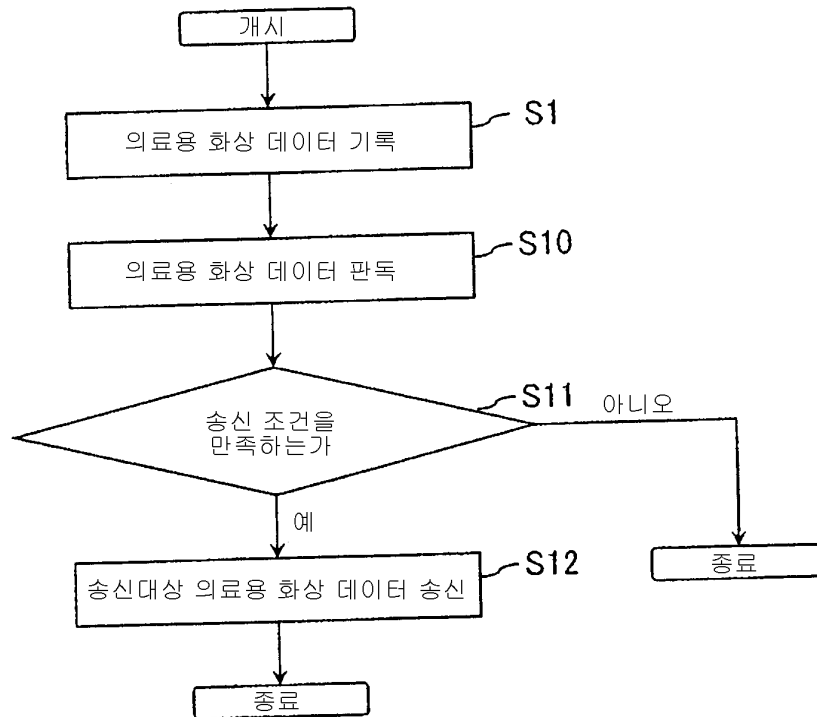 개시
의료용 화상 데이터 기록
S1
의료용 화상 데이터 판독
S10
송신 조건을
만족하는가
S11
아니오
예
종료
송신대상 의료용 화상 데이터 송신
S12
종료